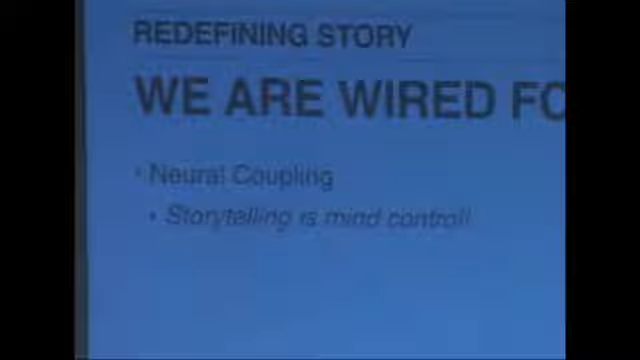 REDEFINING STORY
WE ARE WIRED FO
• Neural Coupling
• Storytelling is mind control!